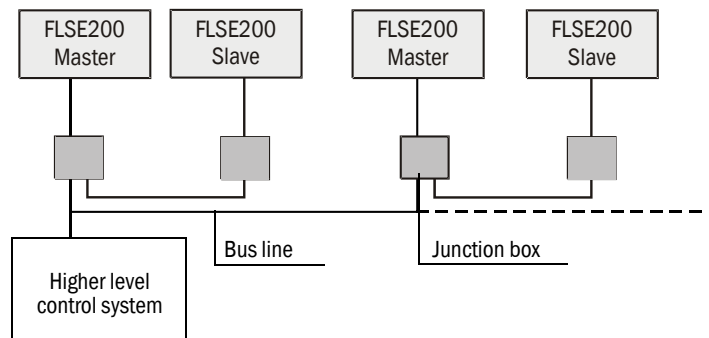 FLSE200
Master
FLSE200
Slave
FLSE200
Master
FLSE200
Slave
Bus line
Junction box
Higher level
control system